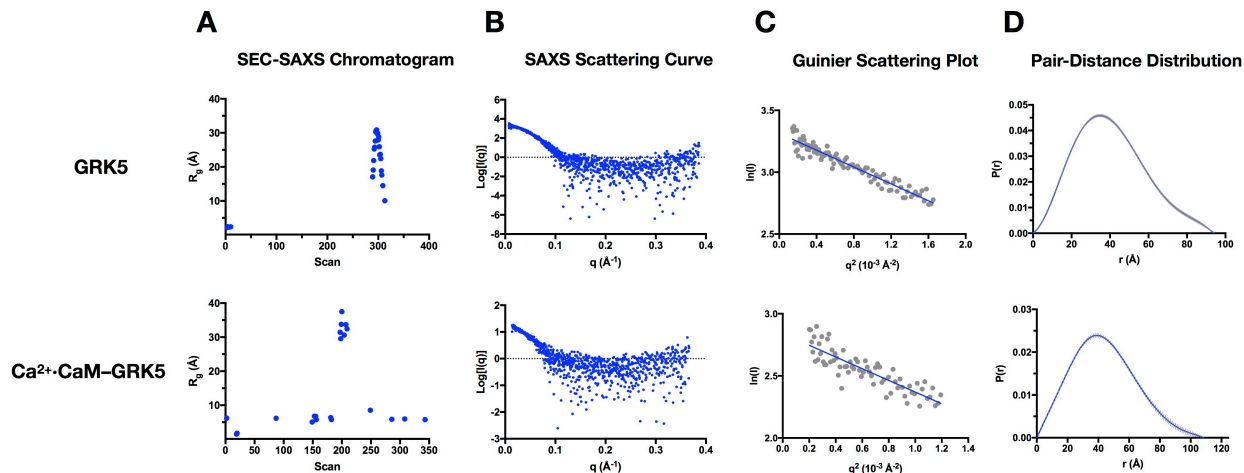 A B C D
SEC-SAXS Chromatogram SAXS Scattering Curve Guinier Scattering Plot Pair-Distance Distribution
GRK5
40
30
20
10
Rg (Å)
0 100 200 300 400
Scan
6
4
2
0
-2
-4
-6
-8
Log[I(q)]
0.0 0.1 0.2 0.3 0.4
q (Å-1)
3.5
3.0
2.5
ln(I)
0.4 0.8 1.2 1.6 2.0
q2 (10-3 Å-2)
0.05
0.04
0.03
0.02
0.01
0.00
P(r)
0 20 40 60 80 100
r (Å)
Ca2+·CaM–GRK5
40
30
20
10
Rg (Å)
0 50 100 150 200 250 300 350
Scan
2
1
0
-1
-2
-3
Log[I(q)]
0.0 0.1 0.2 0.3 0.4
q (Å-1)
3.0
2.5
2.0
ln(I)
0.0 0.2 0.4 0.6 0.8 1.0 1.2 1.4
q2 (10-3 Å-2)
0.03
0.02
0.01
0.00
P(r)
0 20 40 60 80 100 120
r (Å)